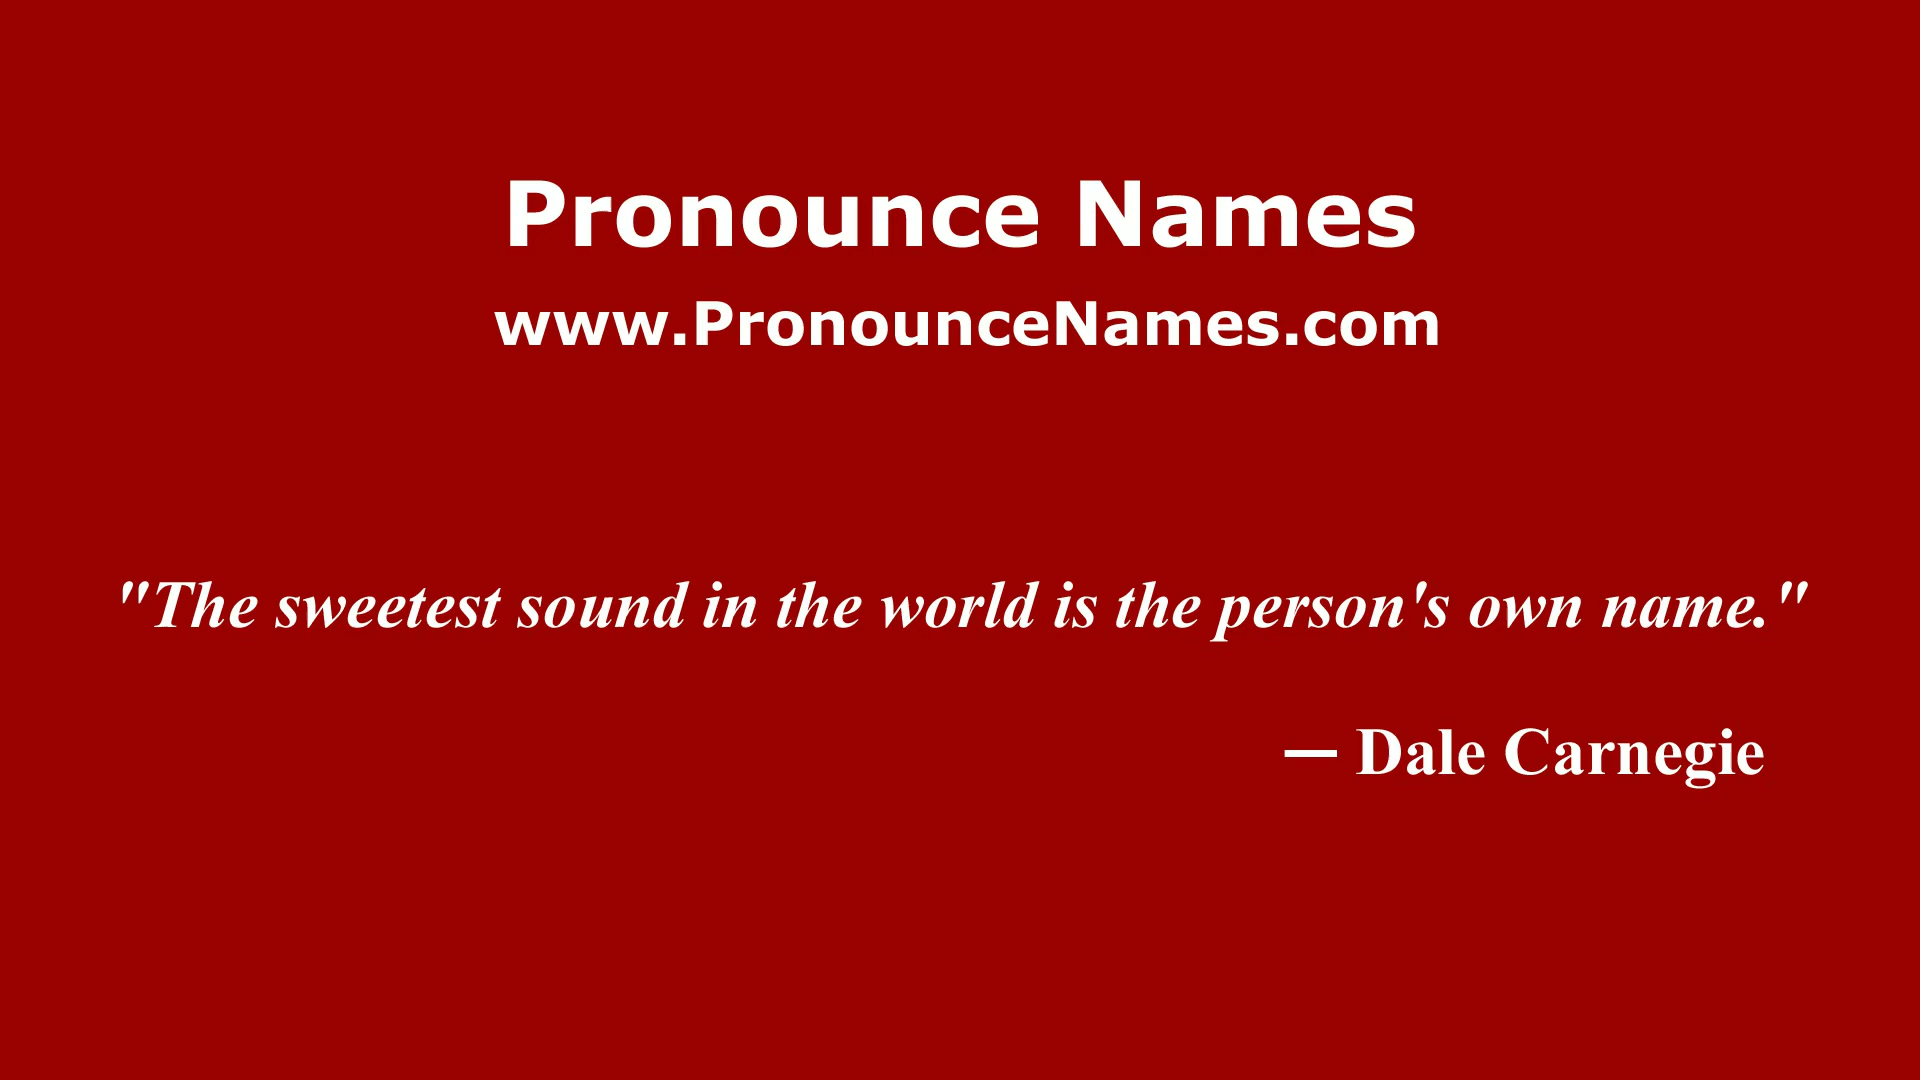 Pronounce Names
www.PronounceNames.com
"The sweetest sound in the world is the person's own name."
— Dale Carnegie